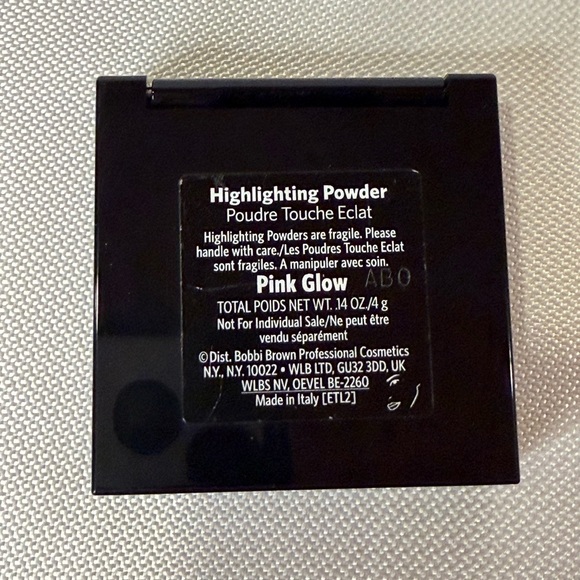 Highlighting Powder
Poudre Touche Eclat
Highlighting Powders are fragile. Please
handle with care./Les Poudres Touche Eclat
sont fragiles. A manipuler avec soin.
Pink Glow ABO
TOTAL POIDS NET WT. .14 OZ./4 g
Not For Individual Sale/Ne peut être
vendu séparément
©Dist. Bobbi Brown Professional Cosmetics
N.Y., N.Y. 10022 • WLB LTD, GU32 3DD, UK
WLBS NV, OEVEL BE-2260
Made in Italy [ETL2]